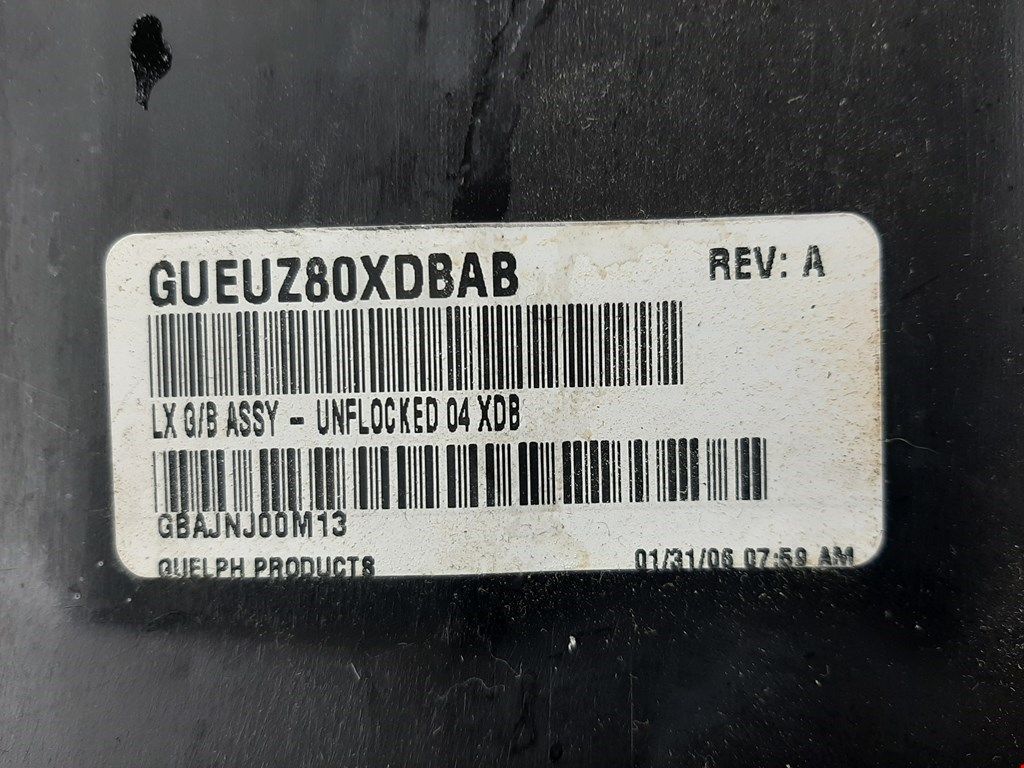 GUEUZ80XDBAB
REV: A
LX G/B ASSY - UNFLOCKED 04 XDB
GBAJNJ00M13
GUELPH PRODUCTS
01/31/06 07:59 AM